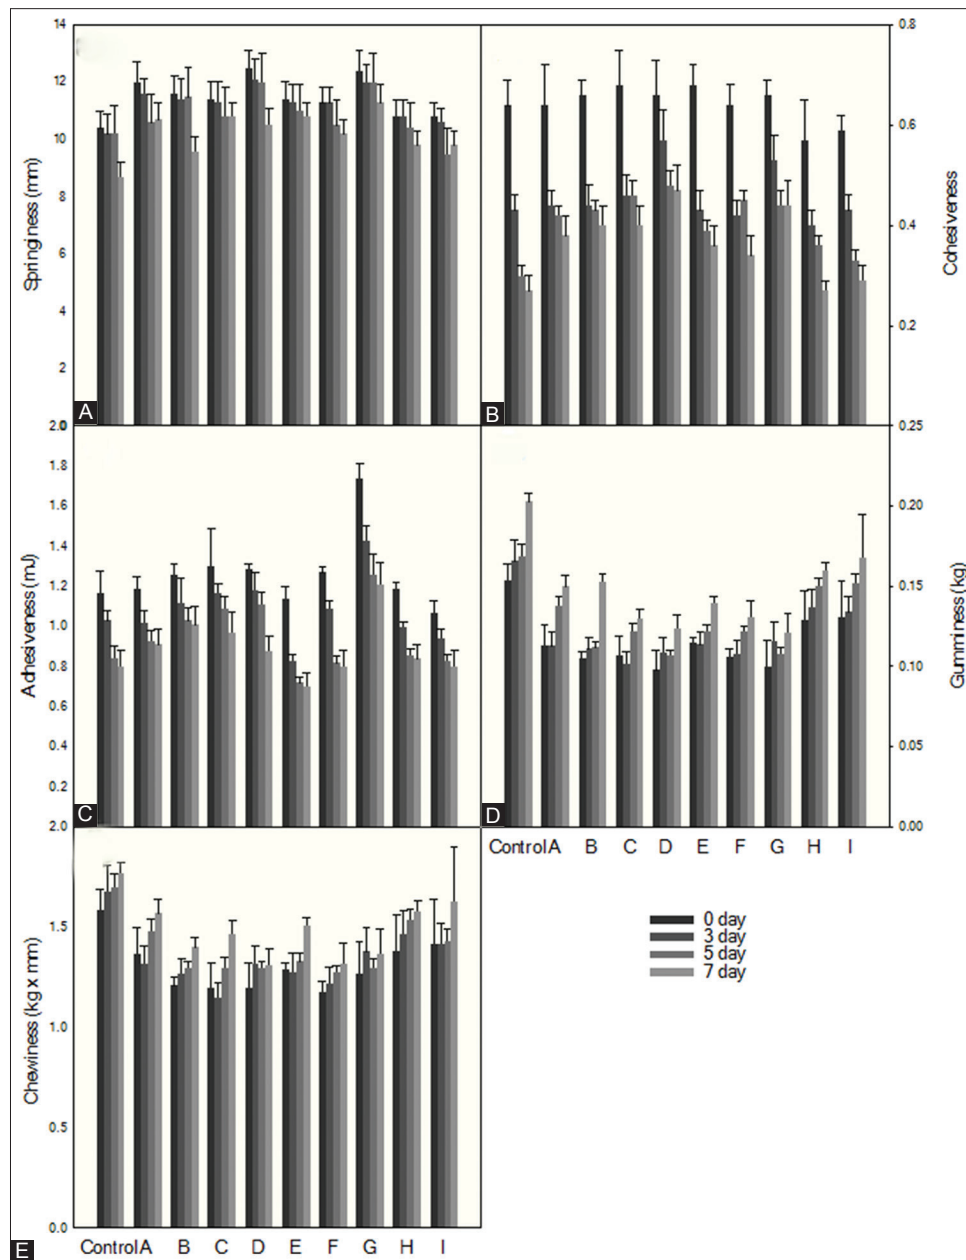 14
12
10
8
6
4
2
Springiness (mm)
A
0.8
0.6
0.4
0.2
Cohesiveness
B
2.0
1.8
1.6
1.4
1.2
1.0
0.8
0.6
0.4
0.2
2.0
Adhesiveness (mJ)
C
0.25
0.20
0.15
0.10
0.05
0.00
Gumminess (kg)
D
Control A B C D E F G H I
1.5
1.0
0.5
0.0
Chewiness (kg x mm)
E
Control A B C D E F G H I
0 day
3 day
5 day
7 day